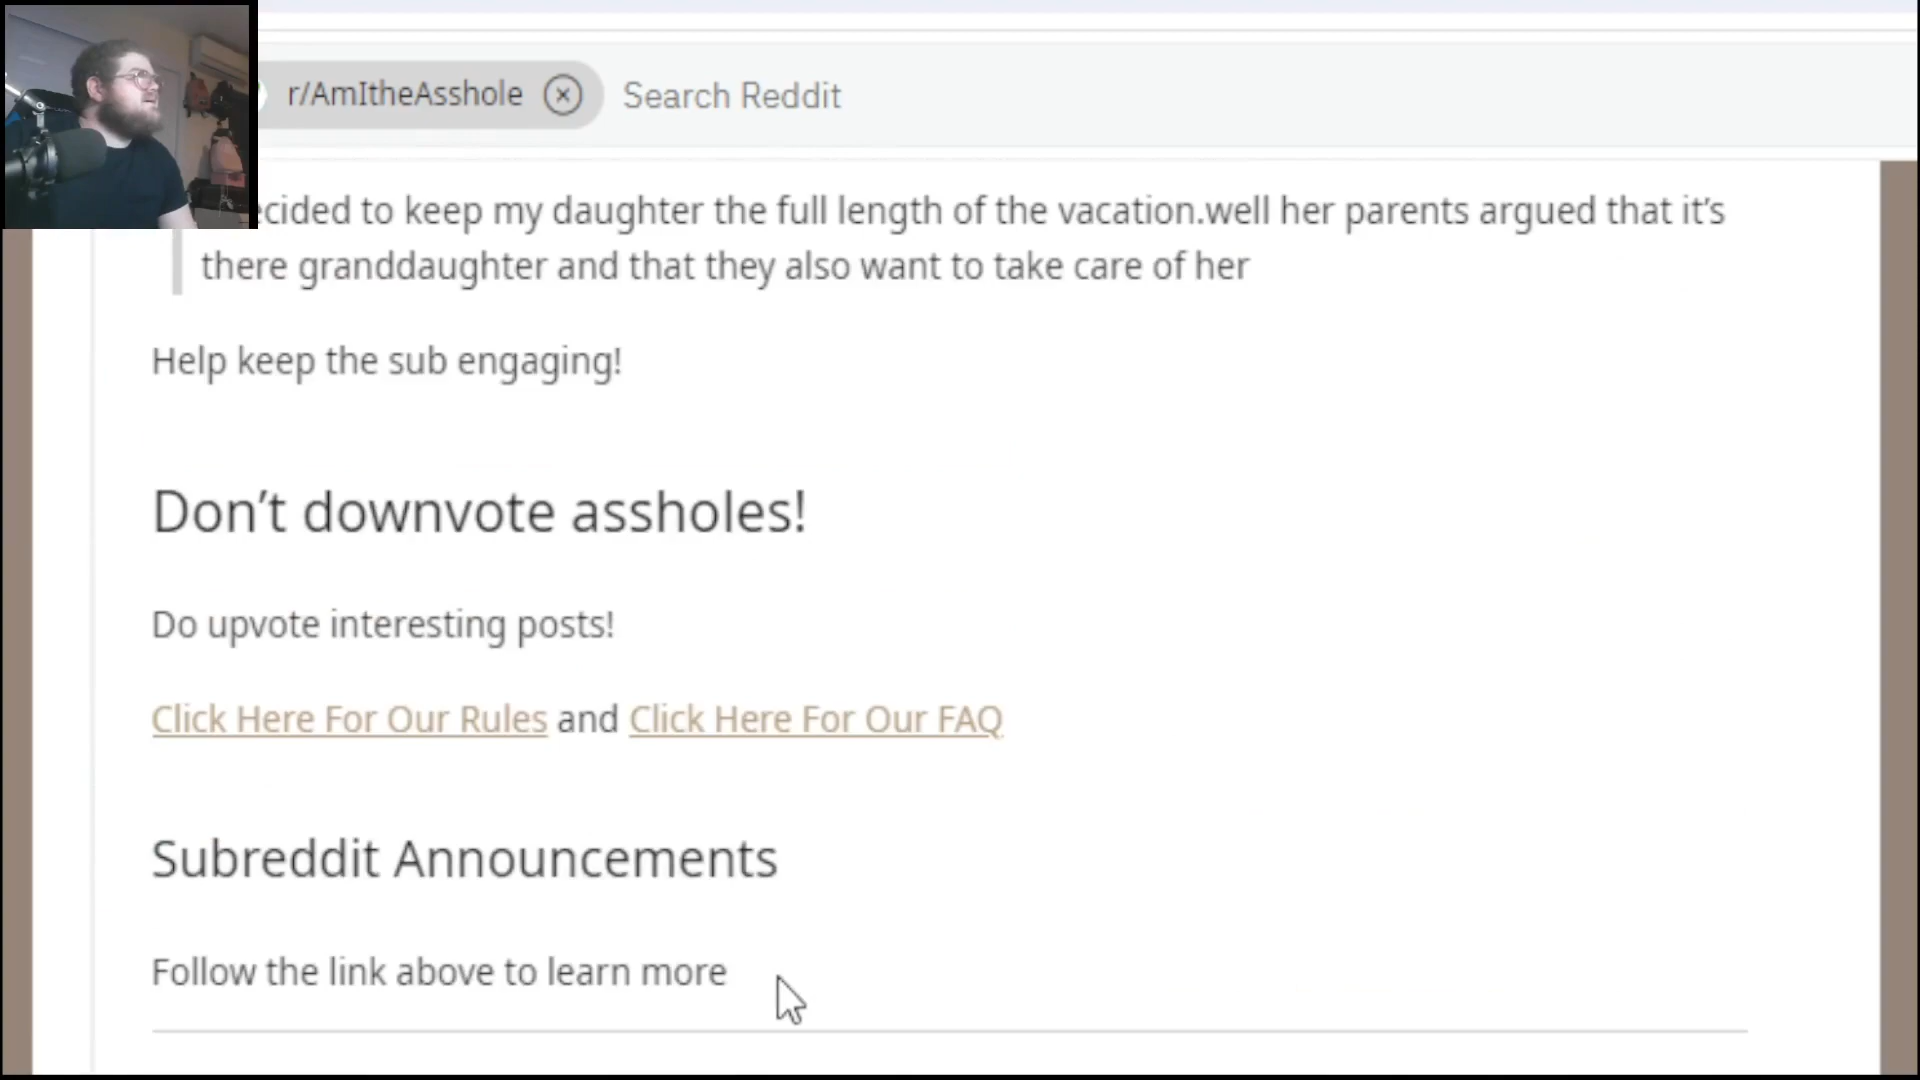 r/AmItheAsshole
Search Reddit
cided to keep my daughter the full length of the vacation.well her parents argued that it's
there granddaughter and that they also want to take care of her
Help keep the sub engaging!
Don't downvote assholes!
Do upvote interesting posts!
Click Here For Our Rules and Click Here For Our FAQ
Subreddit Announcements
Follow the link above to learn more